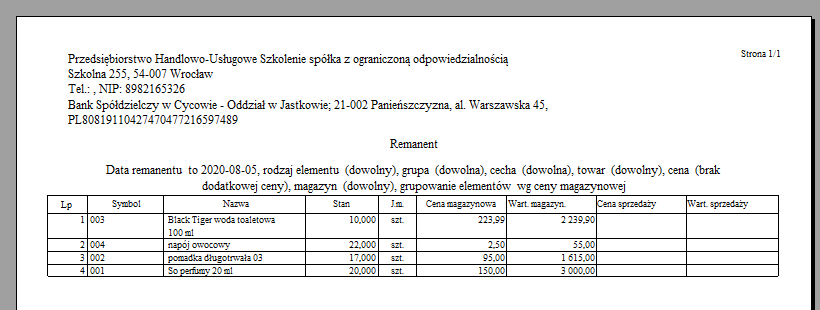 Strona 1/1
Przedsiębiorstwo Handlowo-Usługowe Szkolenie spółka z ograniczoną odpowiedzialnością
Szkolna 255, 54-007 Wrocław
Tel.: , NIP: 8982165326
Bank Spółdzielczy w Cycowie - Oddział w Jastkowie; 21-002 Panieńszczyzna, al. Warszawska 45,
PL80819110427470477216597489
Remanent
Data remanentu to 2020-08-05, rodzaj elementu (dowolny), grupa (dowolna), cecha (dowolna), towar (dowolny), cena (brak
dodatkowej ceny), magazyn (dowolny), grupowanie elementów wg ceny magazynowej
Lp Symbol Nazwa Stan J.m. Cena magazynowa Wart. magazyn. Cena sprzedaży Wart. sprzedaży
1 003 Black Tiger woda toaletowa 10,000 szt. 223,99 2 239,90
100 ml
2 004 napój owocowy 22,000 szt. 2,50 55,00
3 002 pomadka długotrwała 03 17,000 szt. 95,00 1 615,00
4 001 So perfumy 20 ml 20,000 szt. 150,00 3 000,00